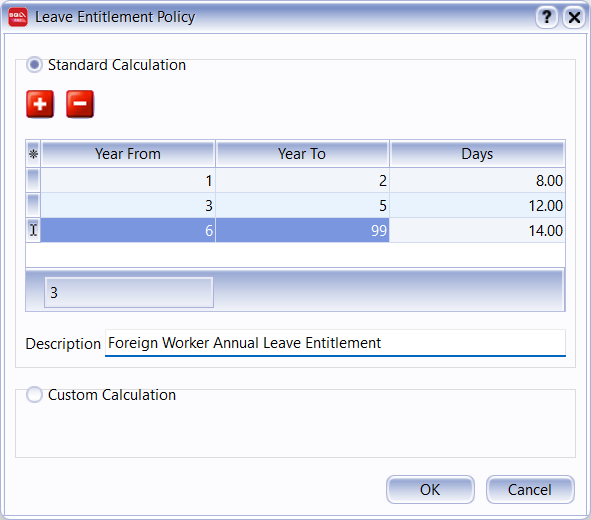 Leave Entitlement Policy
Standard Calculation
Year From Year To Days
1 2 8.00
3 5 12.00
6 99 14.00
3
Description Foreign Worker Annual Leave Entitlement
Custom Calculation
OK Cancel